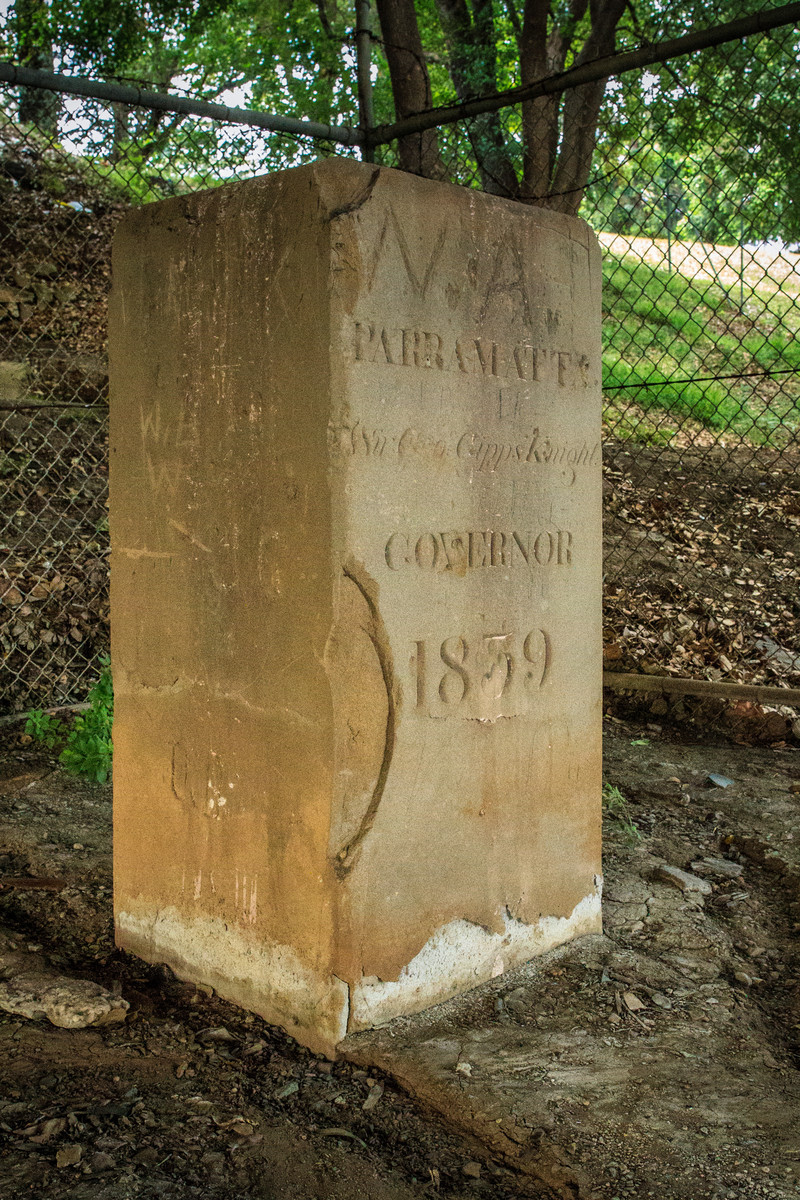 PARRAMATTA.
Sir Geo. Gipps Knight.
GOVERNOR
1839
W.L
W